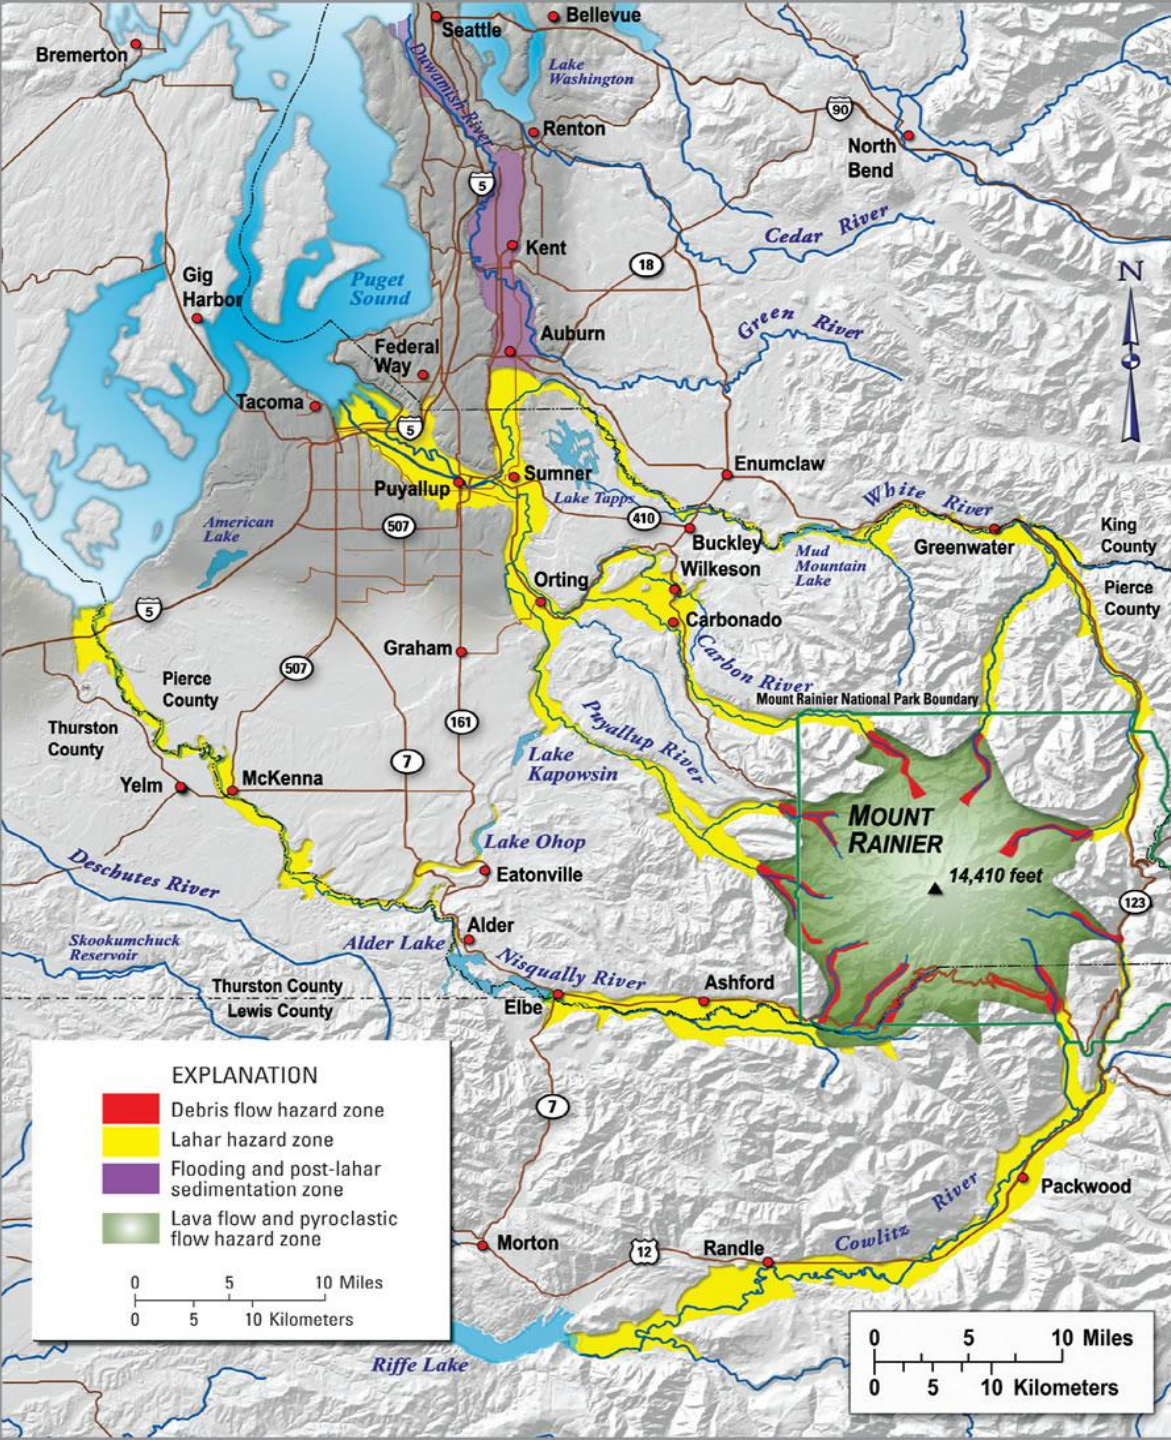 Bremerton
Seattle
Bellevue
Duwamish River
Lake
Washington
Renton
90
North
Bend
5
Kent
18
Cedar River
Gig
Harbor
Puget
Sound
N
Green River
Auburn
Federal
Way
Tacoma
5
Puyallup
Sumner
Lake Tapps
Enumclaw
White River
American
Lake
507
410
Buckley
Mud
Mountain
Lake
Greenwater
King
County
Pierce
County
Wilkeson
Orting
Carbonado
5
Graham
507
Carbon River
Mount Rainier National Park Boundary
Pierce
County
Thurston
County
161
Puyallup River
7
Lake
Kapowsin
Yelm
McKenna
MOUNT
RAINIER
14,410 feet
Lake Ohop
Eatonville
Deschutes River
123
Skookumchuck
Reservoir
Alder Lake
Alder
Nisqually River
Ashford
Thurston County
Lewis County
Elbe
EXPLANATION
Debris flow hazard zone
Lahar hazard zone
Flooding and post-lahar
sedimentation zone
Lava flow and pyroclastic
flow hazard zone
0 5 10 Miles
0 5 10 Kilometers
7
Packwood
Cowlitz River
Morton
12
Randle
Riffe Lake
0 5 10 Miles
0 5 10 Kilometers